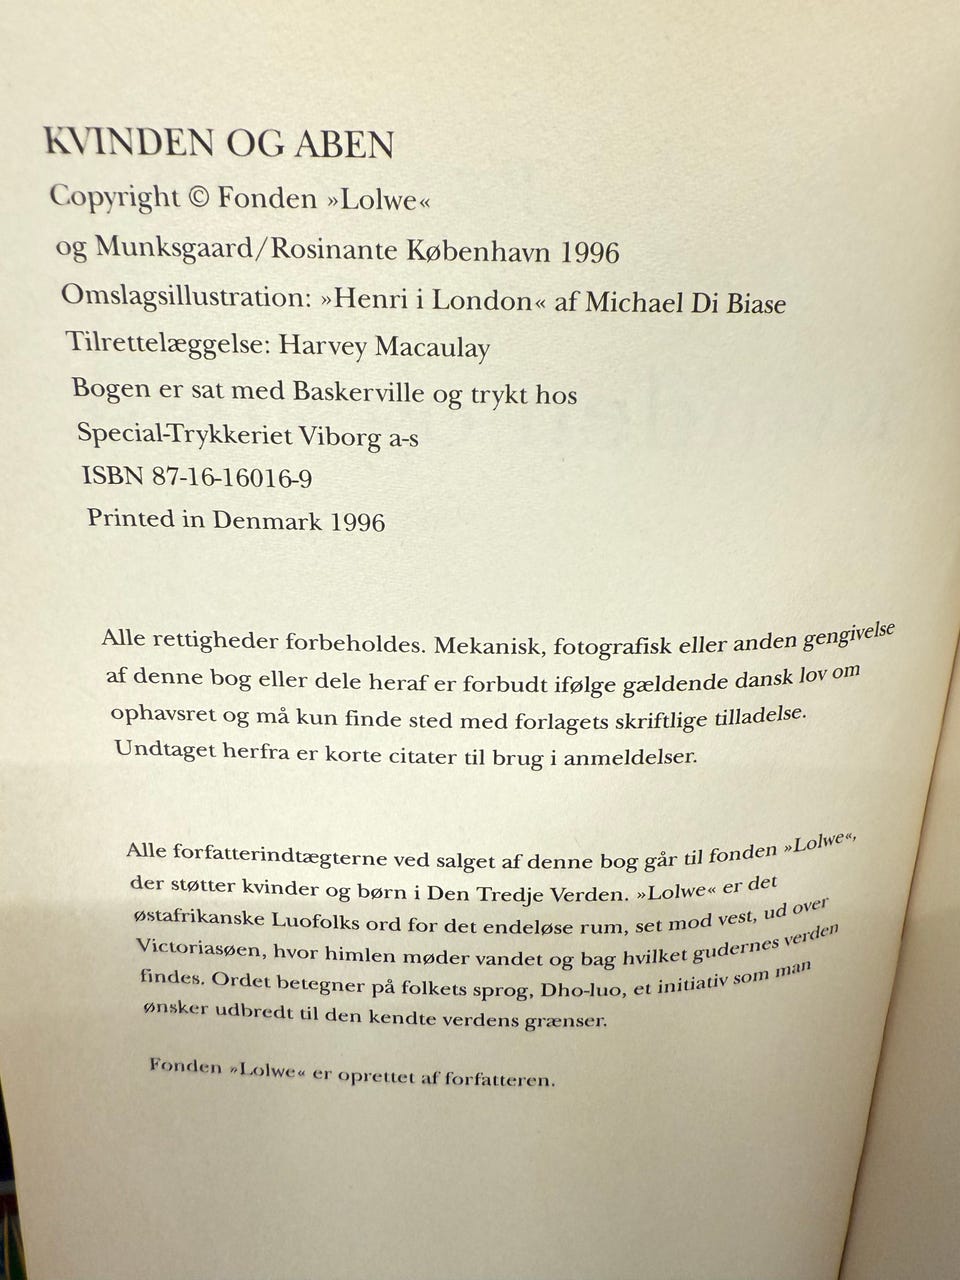 KVINDEN OG ABEN
Copyright © Fonden »Lolwe«
og Munksgaard/Rosinante København 1996
Omslagsillustration: »Henri i London« af Michael Di Biase
Tilrettelæggelse: Harvey Macaulay
Bogen er sat med Baskerville og trykt hos
Special-Trykkeriet Viborg a-s
ISBN 87-16-16016-9
Printed in Denmark 1996
Alle rettigheder forbeholdes. Mekanisk, fotografisk eller anden gengivelse
af denne bog eller dele heraf er forbudt ifølge gældende dansk lov om
ophavsret og må kun finde sted med forlagets skriftlige tilladelse.
Undtaget herfra er korte citater til brug i anmeldelser.
Alle forfatterindtægterne ved salget af denne bog går til fonden »Lolwe«,
der støtter kvinder og børn i Den Tredje Verden. »Lolwe« er det
østafrikanske Luofolks ord for det endeløse rum, set mod vest, ud over
Victoriasøen, hvor himlen møder vandet og bag hvilket gudernes verden
findes. Ordet betegner på folkets sprog, Dho-luo, et initiativ som man
ønsker udbredt til den kendte verdens grænser.
Fonden »Lolwe« er oprettet af forfatteren.